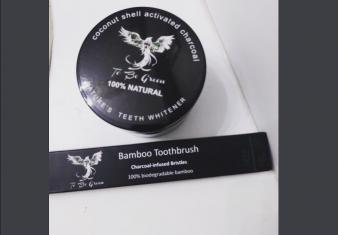 coconut shell activated charcoal
To Be Green
100% NATURAL
TEETH WHITENER
Bamboo Toothbrush
Charcoal-Infused Bristles
100% biodegradable bamboo
To Be Green